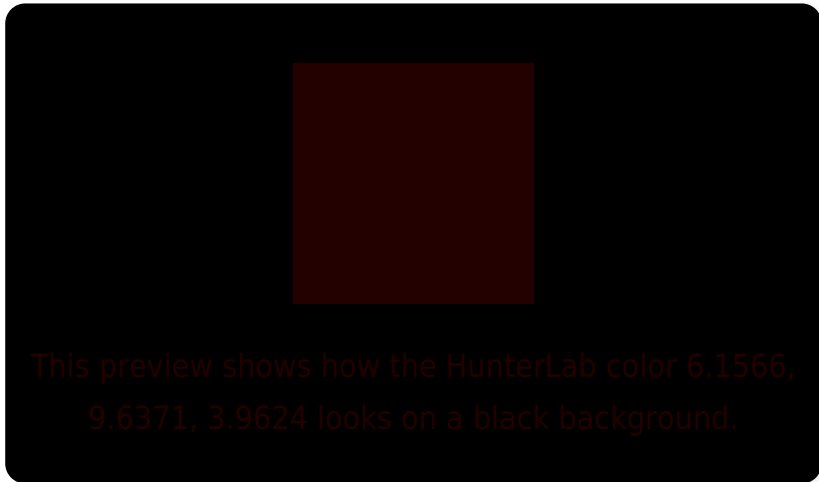 This preview shows how the HunterLab color 6.1566,
9.6371, 3.9624 looks on a black background.